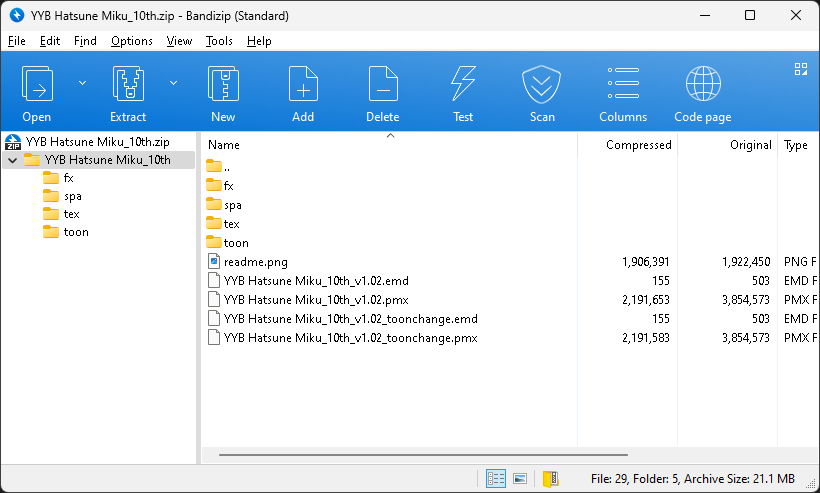 YYB Hatsune Miku_10th.zip - Bandizip (Standard)
File Edit Find Options View Tools Help
Open Extract New Add Delete Test Scan Columns Code page
ZIP YYB Hatsune Miku_10th.zip
YYB Hatsune Miku_10th
fx
spa
tex
toon
Name Compressed Original Type
..
fx
spa
tex
toon
readme.png 1,906,391 1,922,450 PNG F
YYB Hatsune Miku_10th_v1.02.emd 155 503 EMD F
YYB Hatsune Miku_10th_v1.02.pmx 2,191,653 3,854,573 PMX F
YYB Hatsune Miku_10th_v1.02_toonchange.emd 155 503 EMD F
YYB Hatsune Miku_10th_v1.02_toonchange.pmx 2,191,583 3,854,573 PMX F
File: 29, Folder: 5, Archive Size: 21.1 MB